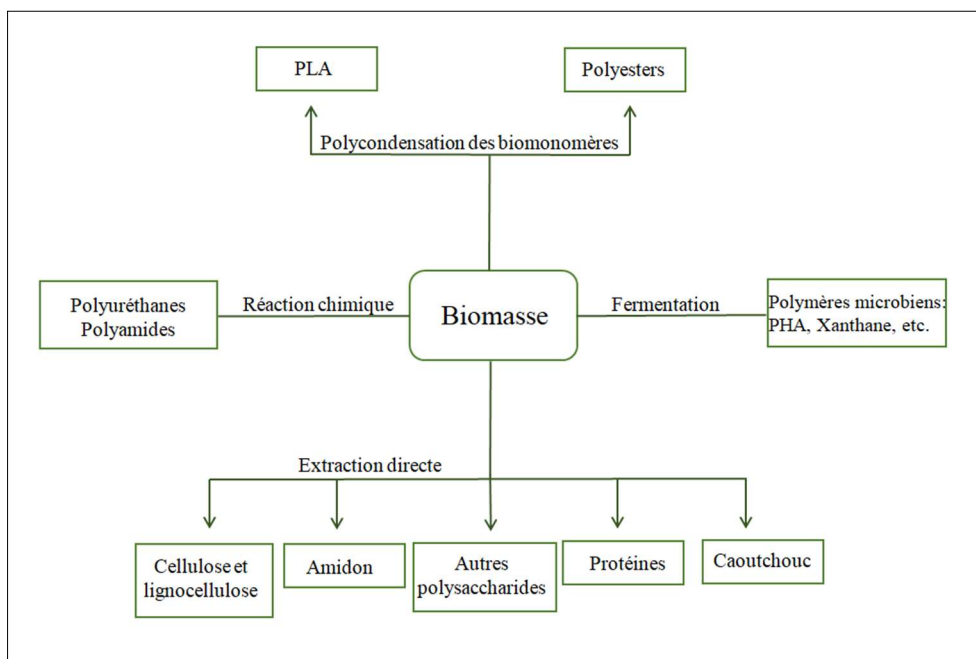 PLA
Polyesters
Polycondensation des biomonomères
Polyuréthanes
Polyamides
Réaction chimique
Biomasse
Fermentation
Polymères microbiens:
PHA, Xanthane, etc.
Extraction directe
Cellulose et
lignocellulose
Amidon
Autres
polysaccharides
Protéines
Caoutchouc